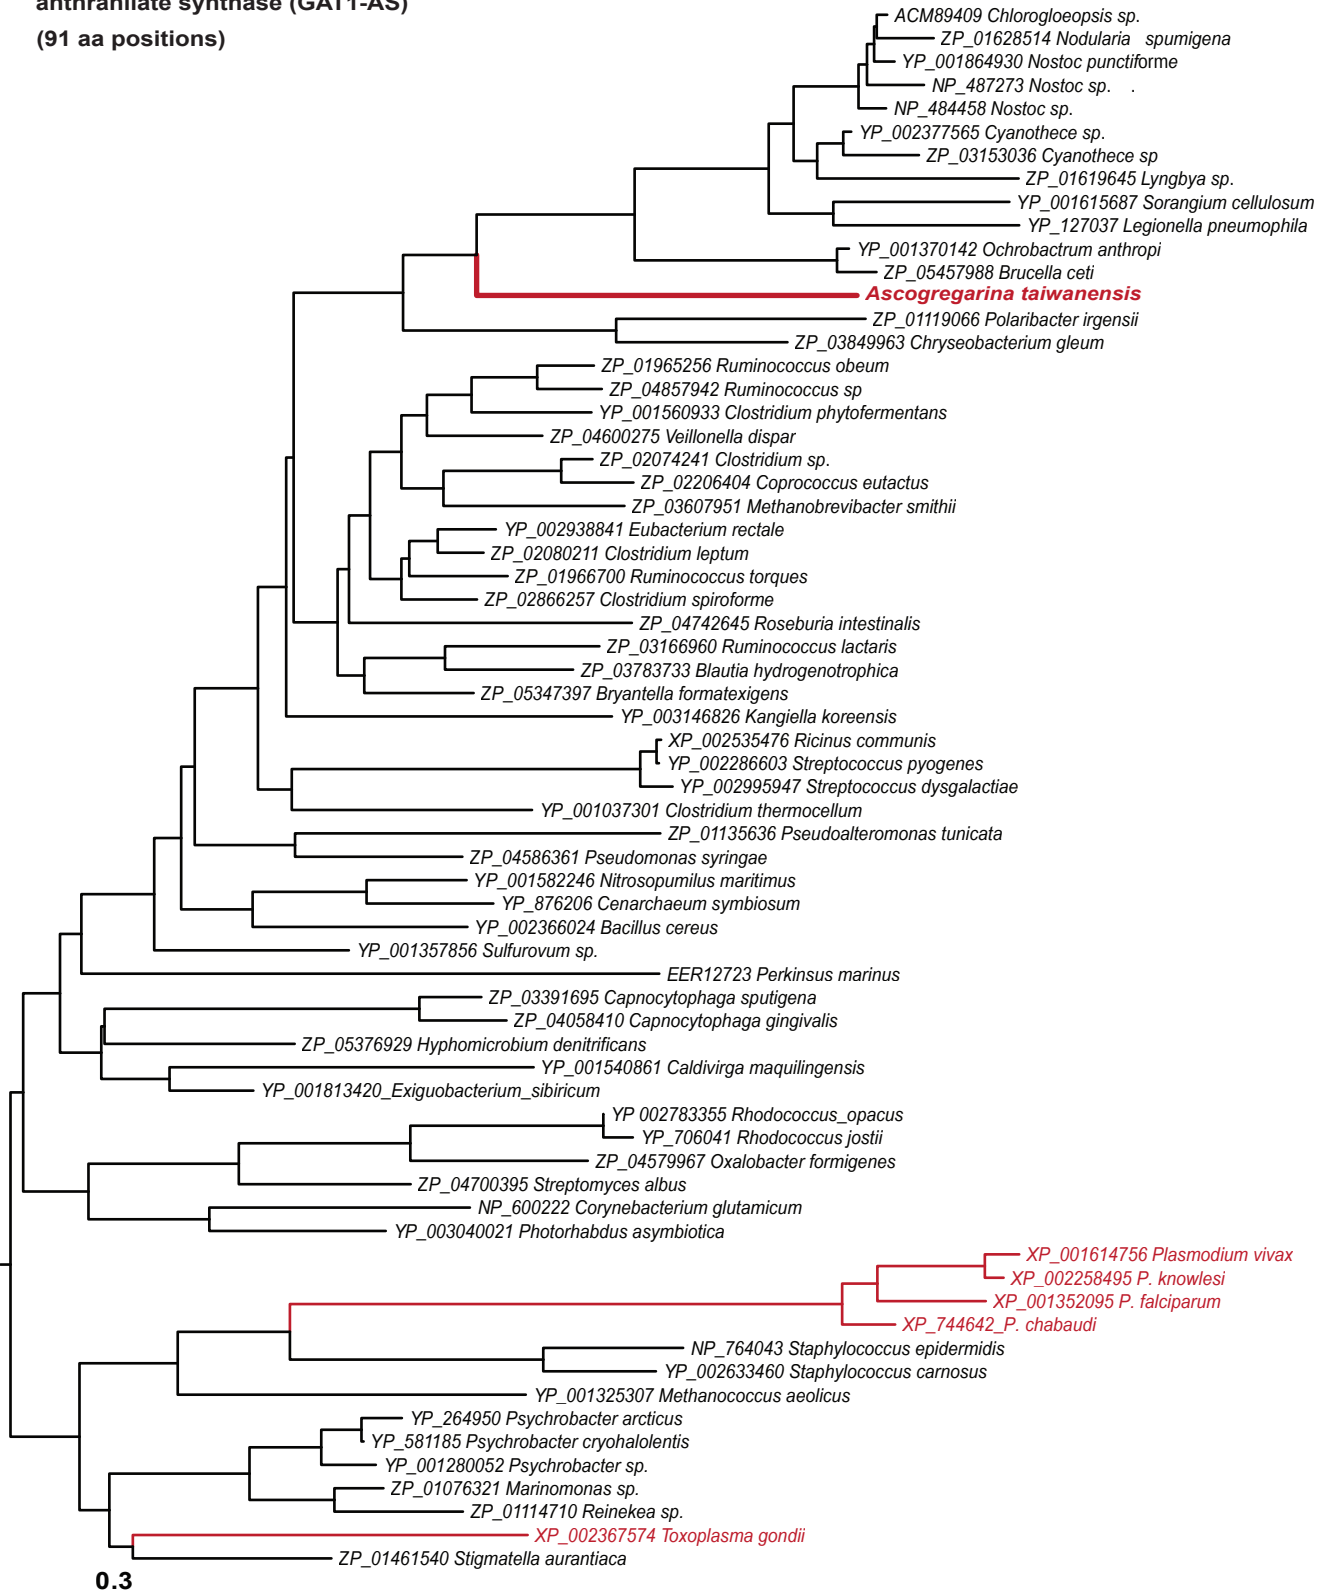 anthranilate synthase (GAT1-AS)
(91 aa positions)
ACM89409 Chlorogloeopsis sp.
ZP_01628514 Nodularia spumigena
YP_001864930 Nostoc punctiforme
NP_487273 Nostoc sp. .
NP_484458 Nostoc sp.
YP_002377565 Cyanothece sp.
ZP_03153036 Cyanothece sp
ZP_01619645 Lyngbya sp.
YP_001615687 Sorangium cellulosum
YP_127037 Legionella pneumophila
YP_001370142 Ochrobactrum anthropi
ZP_05457988 Brucella ceti
Ascogregarina taiwanensis
ZP_01119066 Polaribacter irgensii
ZP_03849963 Chryseobacterium gleum
ZP_01965256 Ruminococcus obeum
ZP_04857942 Ruminococcus sp
YP_001560933 Clostridium phytofermentans
ZP_04600275 Veillonella dispar
ZP_02074241 Clostridium sp.
ZP_02206404 Coprococcus eutactus
ZP_03607951 Methanobrevibacter smithii
YP_002938841 Eubacterium rectale
ZP_02080211 Clostridium leptum
ZP_01966700 Ruminococcus torques
ZP_02866257 Clostridium spiroforme
ZP_04742645 Roseburia intestinalis
ZP_03166960 Ruminococcus lactaris
ZP_03783733 Blautia hydrogenotrophica
ZP_05347397 Bryantella formatexigens
YP_003146826 Kangiella koreensis
XP_002535476 Ricinus communis
YP_002286603 Streptococcus pyogenes
YP_002995947 Streptococcus dysgalactiae
YP_001037301 Clostridium thermocellum
ZP_01135636 Pseudoalteromonas tunicata
ZP_04586361 Pseudomonas syringae
YP_001582246 Nitrosopumilus maritimus
YP_876206 Cenarchaeum symbiosum
YP_002366024 Bacillus cereus
YP_001357856 Sulfurovum sp.
EER12723 Perkinsus marinus
ZP_03391695 Capnocytophaga sputigena
ZP_04058410 Capnocytophaga gingivalis
ZP_05376929 Hyphomicrobium denitrificans
YP_001540861 Caldivirga maquilingensis
YP_001813420_Exiguobacterium_sibiricum
YP 002783355 Rhodococcus_opacus
YP_706041 Rhodococcus jostii
ZP_04579967 Oxalobacter formigenes
ZP_04700395 Streptomyces albus
NP_600222 Corynebacterium glutamicum
YP_003040021 Photorhabdus asymbiotica
XP_001614756 Plasmodium vivax
XP_002258495 P. knowlesi
XP_001352095 P. falciparum
XP_744642_P. chabaudi
NP_764043 Staphylococcus epidermidis
YP_002633460 Staphylococcus carnosus
YP_001325307 Methanococcus aeolicus
YP_264950 Psychrobacter arcticus
YP_581185 Psychrobacter cryohalolentis
YP_001280052 Psychrobacter sp.
ZP_01076321 Marinomonas sp.
ZP_01114710 Reinekea sp.
XP_002367574 Toxoplasma gondii
ZP_01461540 Stigmatella aurantiaca
0.3